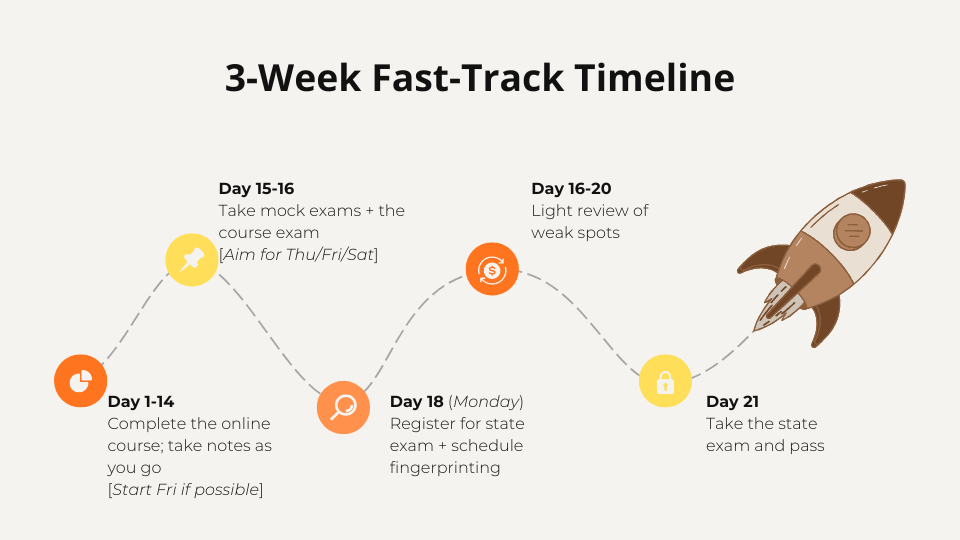 3-Week Fast-Track Timeline
Day 1-14
Complete the online
course; take notes as
you go
[Start Fri if possible]
Day 15-16
Take mock exams + the
course exam
[Aim for Thu/Fri/Sat]
Day 18 (Monday)
Register for state
exam + schedule
fingerprinting
Day 16-20
Light review of
weak spots
Day 21
Take the state
exam and pass